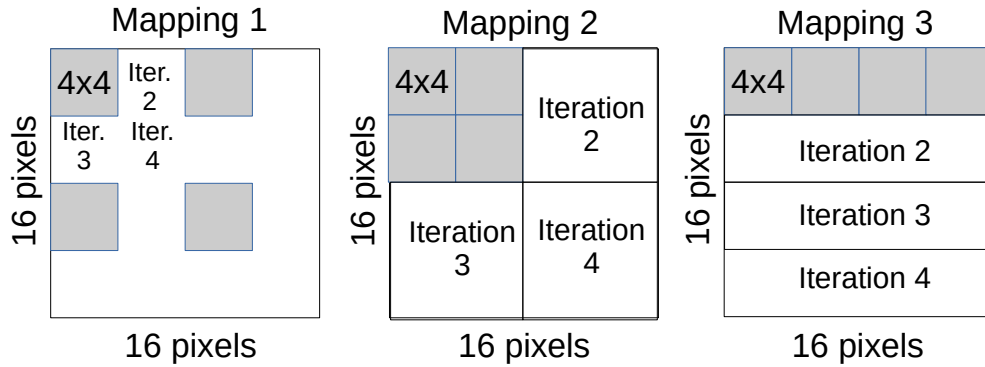 Mapping 1
4x4
Iter.
2
Iter.
3
Iter.
4
16 pixels
16 pixels
Mapping 2
4x4
Iteration
2
Iteration
3
Iteration
4
16 pixels
16 pixels
Mapping 3
4x4
Iteration 2
Iteration 3
Iteration 4
16 pixels
16 pixels